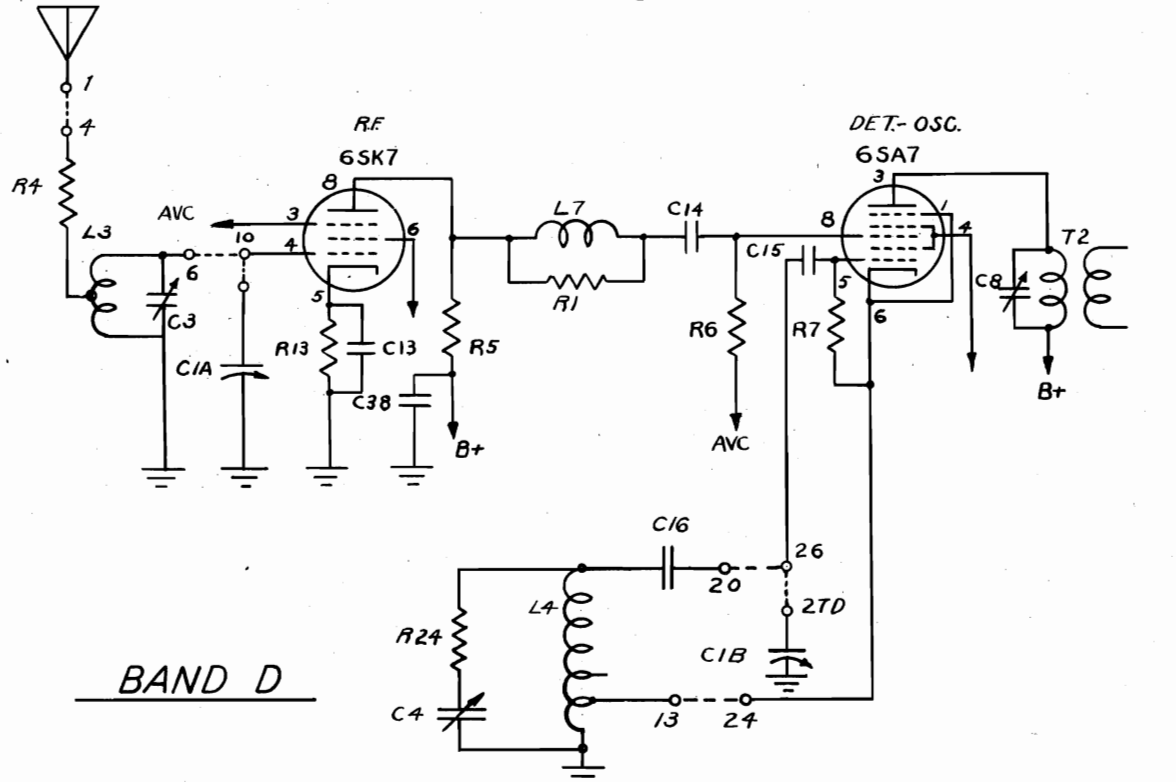 1
4
R4
L3
AVC
6
10
C3
C1A
R.F.
6SK7
8
3
4
6
5
R13
C13
C38
R5
B+
L7
R1
C14
C15
R6
AVC
DET.-OSC.
6SA7
3
8
1
4
5
6
R7
C8
T2
B+
C16
20
26
2TD
C1B
L4
R24
C4
13
24
BAND D